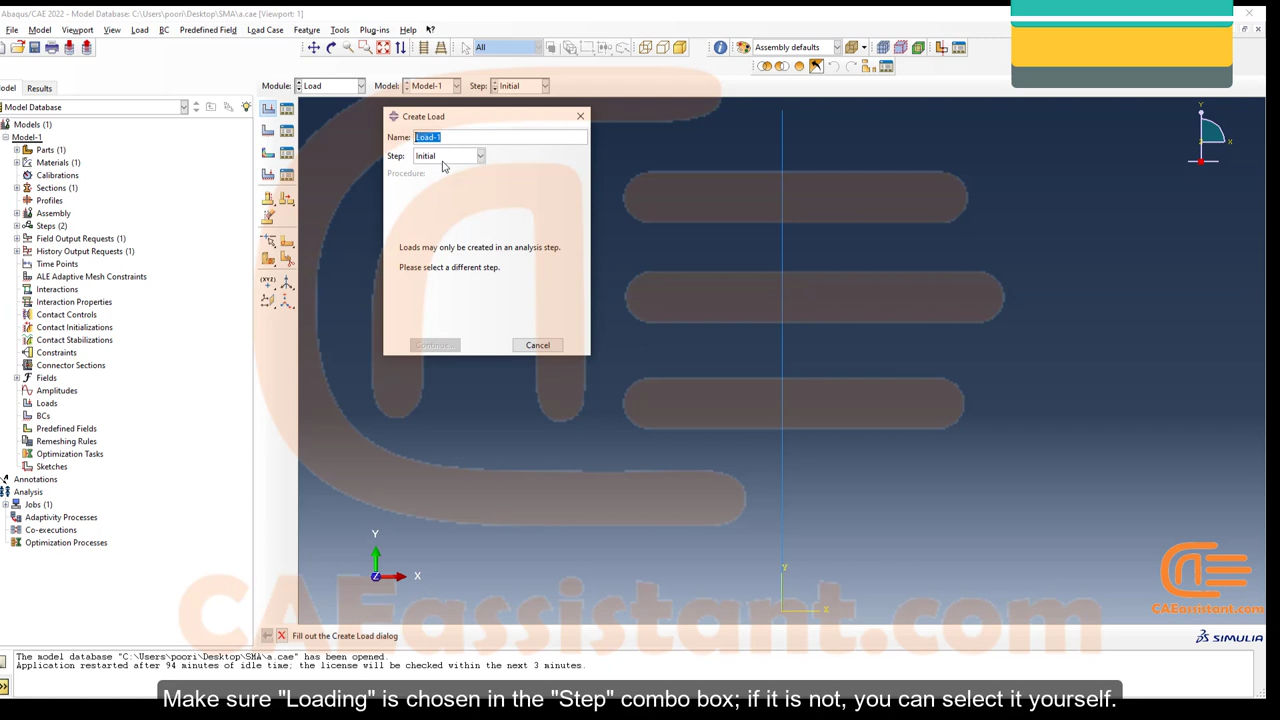 Abaqus/CAE 2022 - Model Database: C:\Users\poori\Desktop\SMA\a.cae [Viewport: 1]
File Model Viewport View Load BC Predefined Field Load Case Feature Tools Plug-ins Help
All
Assembly defaults
Results
Module: Load Model: Model-1 Step: Initial
Model Database
Models (1)
Model-1
Parts (1)
Materials (1)
Calibrations
Sections (1)
Profiles
Assembly
Steps (2)
Field Output Requests (1)
History Output Requests (1)
Time Points
ALE Adaptive Mesh Constraints
Interactions
Interaction Properties
Contact Controls
Contact Initializations
Contact Stabilizations
Constraints
Connector Sections
Fields
Amplitudes
Loads
BCs
Predefined Fields
Remeshing Rules
Optimization Tasks
Sketches
Annotations
Analysis
Jobs (1)
Adaptivity Processes
Co-executions
Optimization Processes
Create Load
Name: Load-1
Step: Initial
Procedure:
Loads may only be created in an analysis step.
Please select a different step.
Continue...
Cancel
Y
X
Z
Y
X
Z
Y
X
CAEassistant.com
CAEassistant.com
SIMULIA
Fill out the Create Load dialog
The model database "C:\Users\poori\Desktop\SMA\a.cae" has been opened.
Application restarted after 94 minutes of idle time; the license will be checked within the next 3 minutes.
Make sure "Loading" is chosen in the "Step" combo box; if it is not, you can select it yourself.